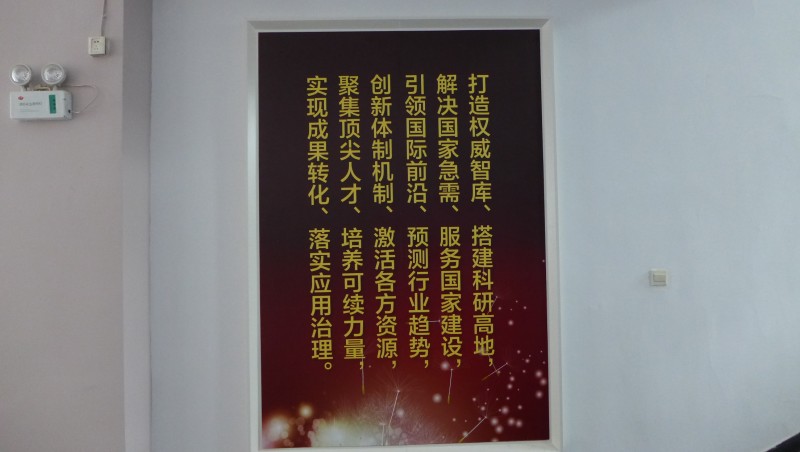 打造权威智库、搭建科研高地，
解决国家急需、服务国家建设，
引领国际前沿、预测行业趋势，
创新体制机制、激活各方资源，
聚集顶尖人才、培养可续力量，
实现成果转化、落实应用治理。